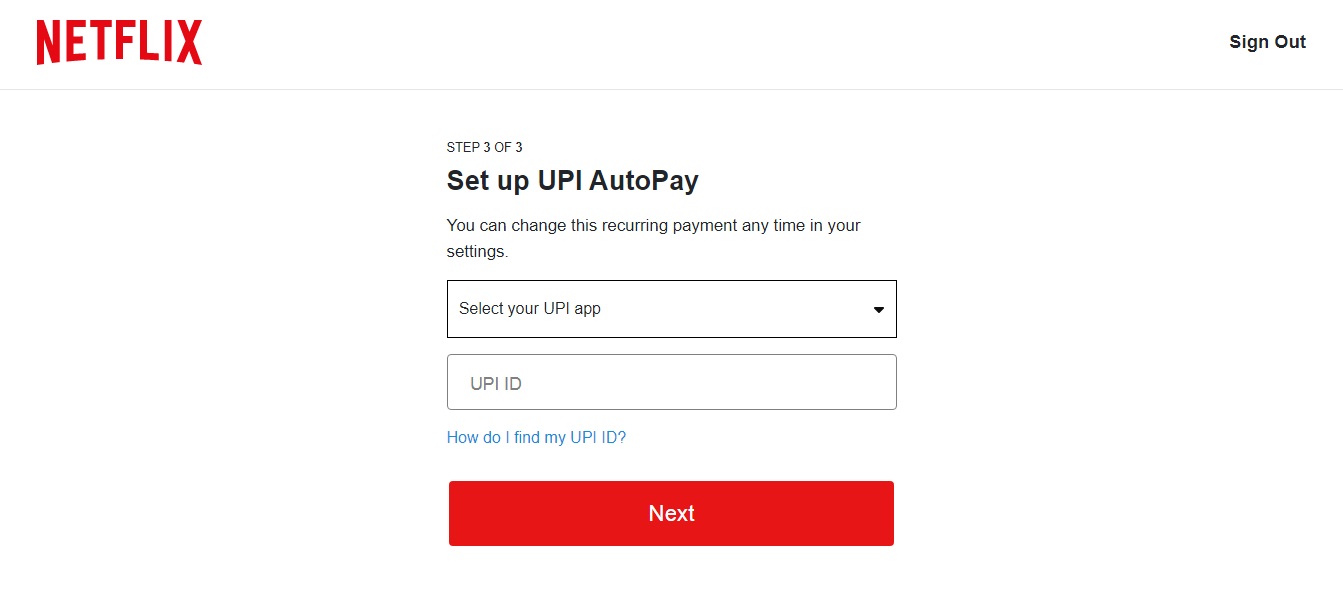 NETFLIX
Sign Out
STEP 3 OF 3
Set up UPI AutoPay
You can change this recurring payment any time in your
settings.
Select your UPI app
UPI ID
How do I find my UPI ID?
Next